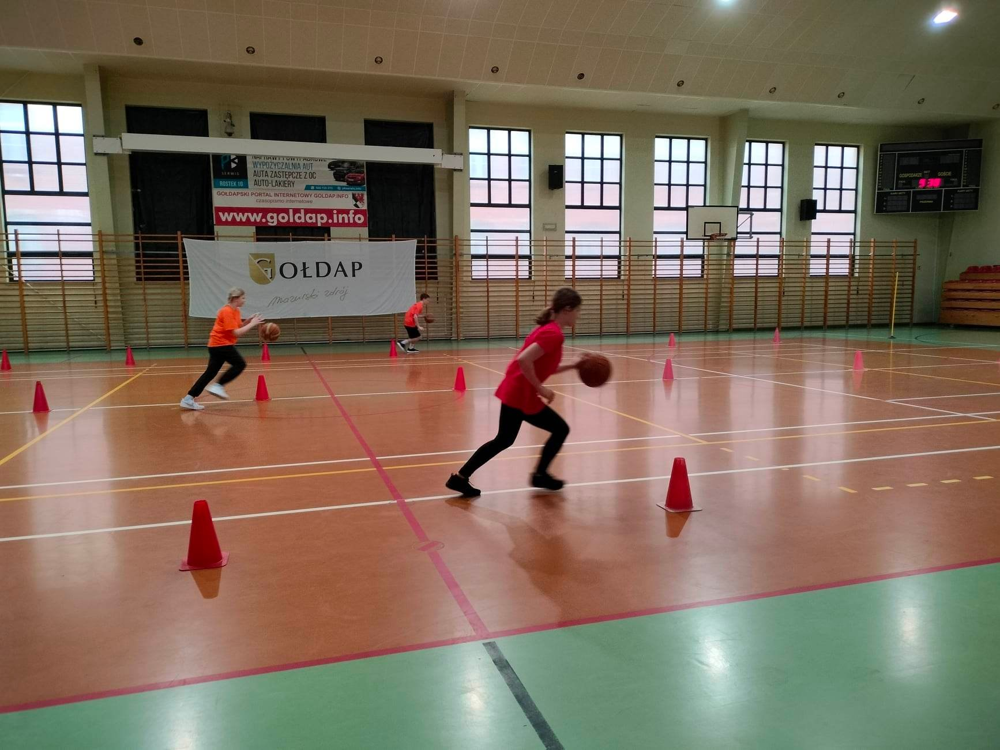 WYPOŻYCZALNIA AUT
AUTA ZASTĘPCZE Z OC
AUTO-LAKIERY
SERWIS
ROSTEK 10
GOŁDAPSKI PORTAL INTERNETOWY GOLDAP.INFO
czasopismo internetowe
www.goldap.info
GOŁDAP
Mazurski zdrój
GOSPODARZE
SET
GOŚCIE